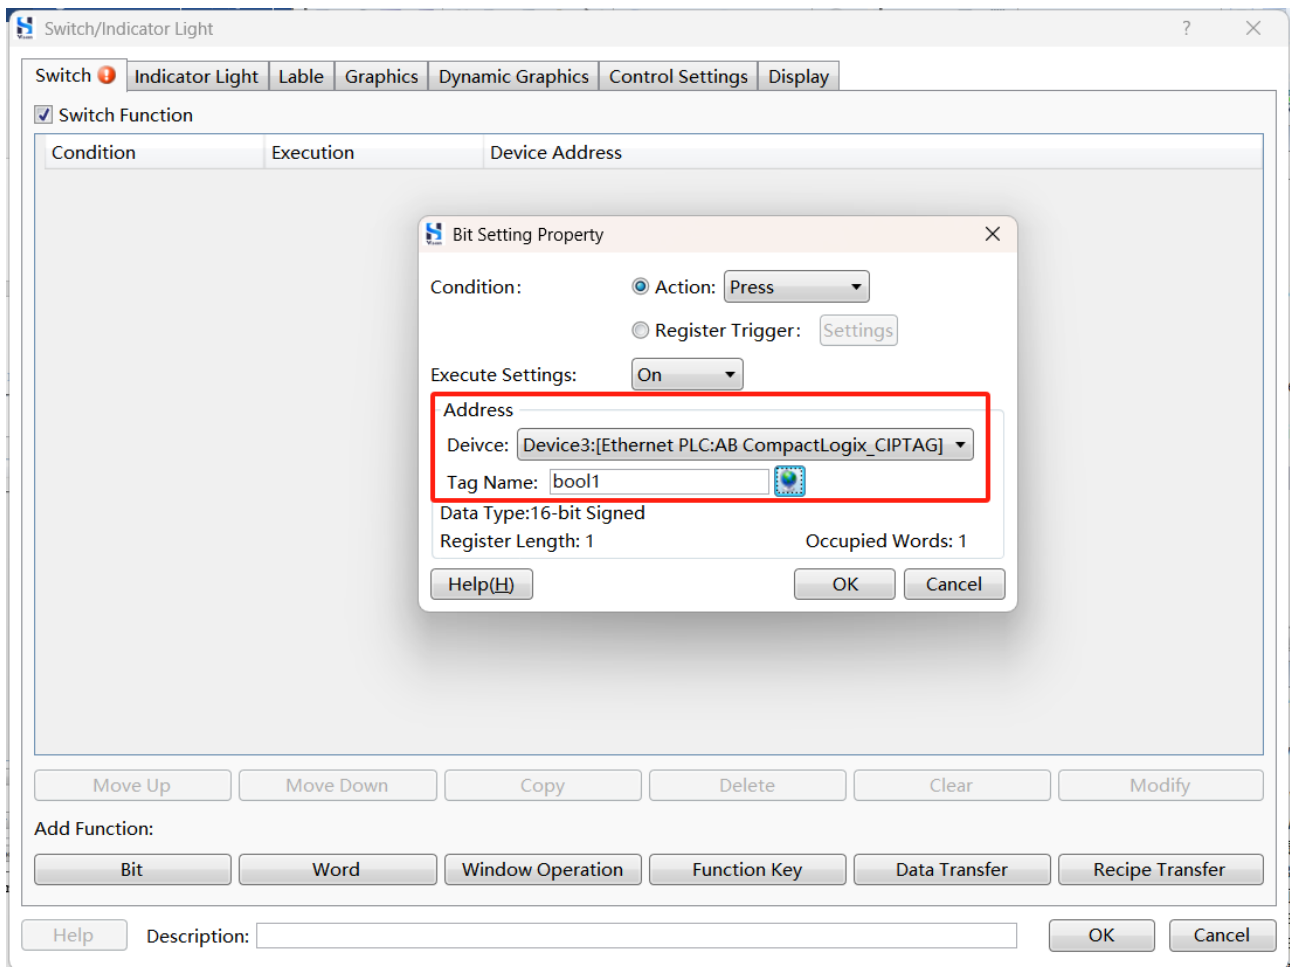 Switch/Indicator Light ?
Switch Indicator Light Lable Graphics Dynamic Graphics Control Settings Display
Switch Function
Condition Execution Device Address
Bit Setting Property
Condition: Action: Press
Register Trigger: Settings
Execute Settings: On
Address
Deivce: Device3:[Ethernet PLC:AB CompactLogix_CIPTAG]
Tag Name: bool1
Data Type:16-bit Signed
Register Length: 1 Occupied Words: 1
Help(H) OK Cancel
Move Up Move Down Copy Delete Clear Modify
Add Function:
Bit Word Window Operation Function Key Data Transfer Recipe Transfer
Help Description: OK Cancel